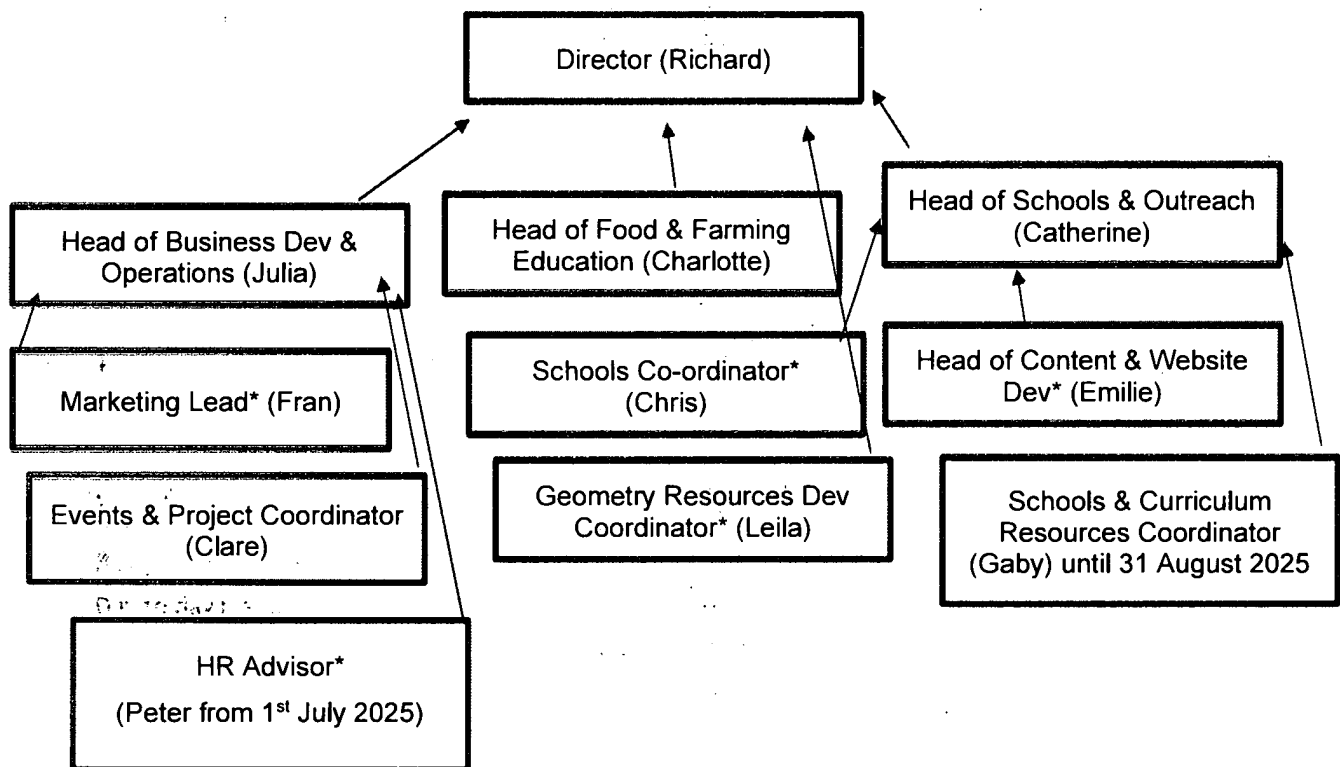 Director (Richard)
Head of Business Dev &
Operations (Julia)
Head of Food & Farming
Education (Charlotte)
Head of Schools & Outreach
(Catherine)
Marketing Lead* (Fran)
Schools Co-ordinator*
(Chris)
Head of Content & Website
Dev* (Emilie)
Events & Project Coordinator
(Clare)
Geometry Resources Dev
Coordinator* (Leila)
Schools & Curriculum
Resources Coordinator
(Gaby) until 31 August 2025
HR Advisor*
(Peter from 1st July 2025)